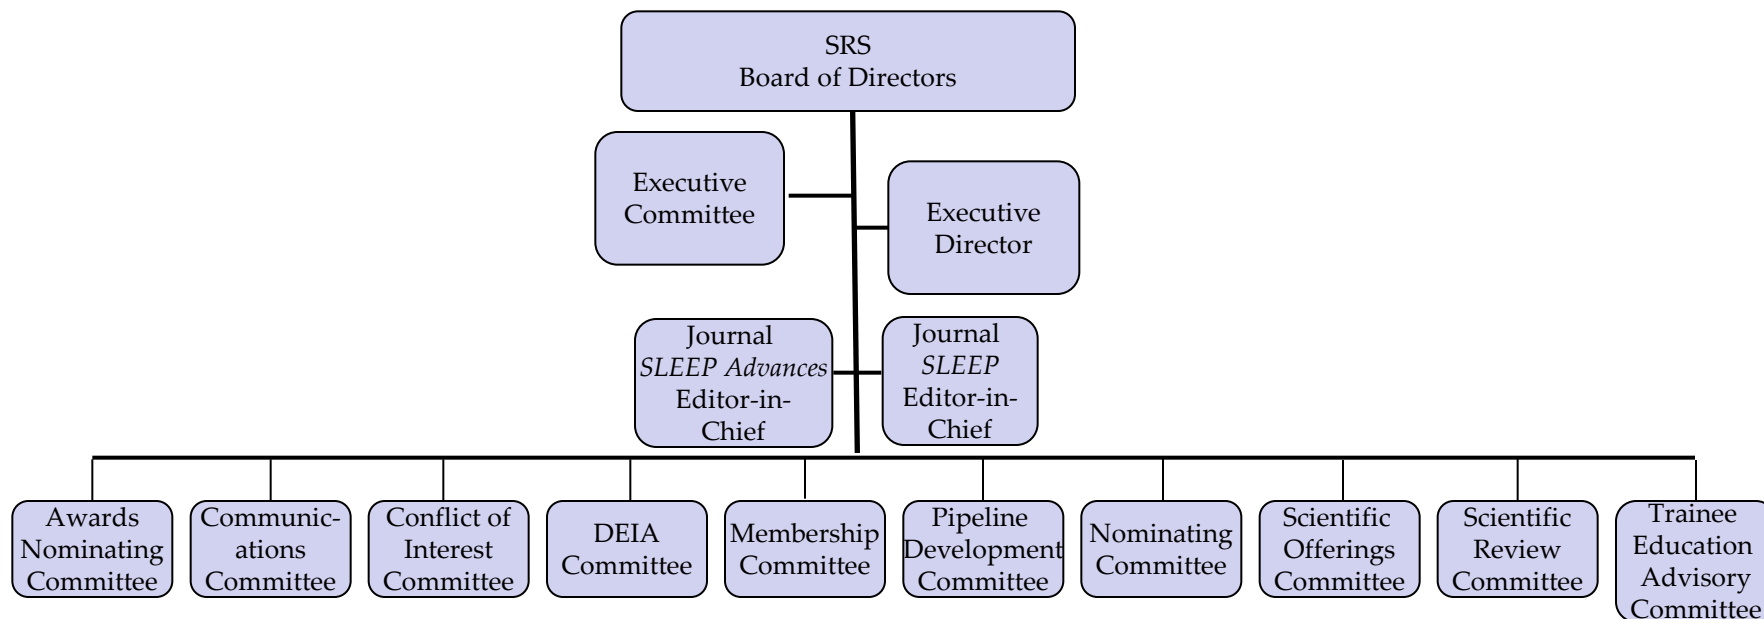 SRS
Board of Directors
Executive
Committee
Executive
Director
Journal
SLEEP Advances
Editor-in-
Chief
Journal
SLEEP
Editor-in-
Chief
Awards
Nominating
Committee
Communic-
ations
Committee
Conflict of
Interest
Committee
DEIA
Committee
Membership
Committee
Pipeline
Development
Committee
Nominating
Committee
Scientific
Offerings
Committee
Scientific
Review
Committee
Trainee
Education
Advisory
Committee